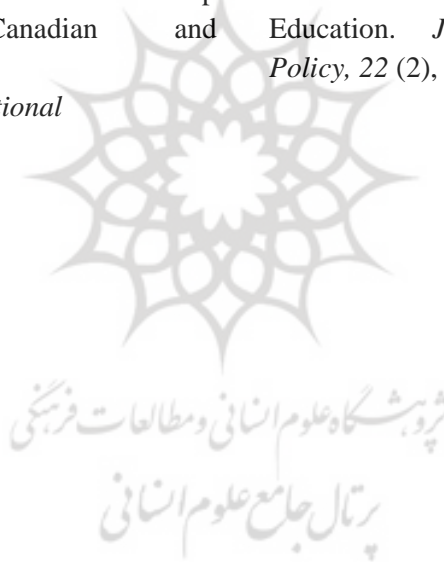 Canadian and
tional
Education. J
Policy, 22 (2),
پژوهشگاه علوم انسانی و مطالعات فرهنگی
پرتال جامع علوم انسانی